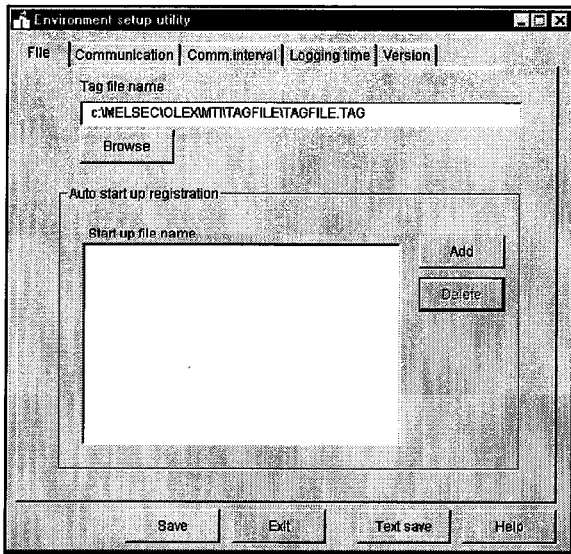 Environment setup utility
File Communication Comm.interval Logging time Version
Tag file name
c:\MELSEC\OLEX\MTI\TAGFILE\TAGFILE.TAG
Browse
Auto start up registration
Start up file name
Add
Delete
Save Exit Text save Help